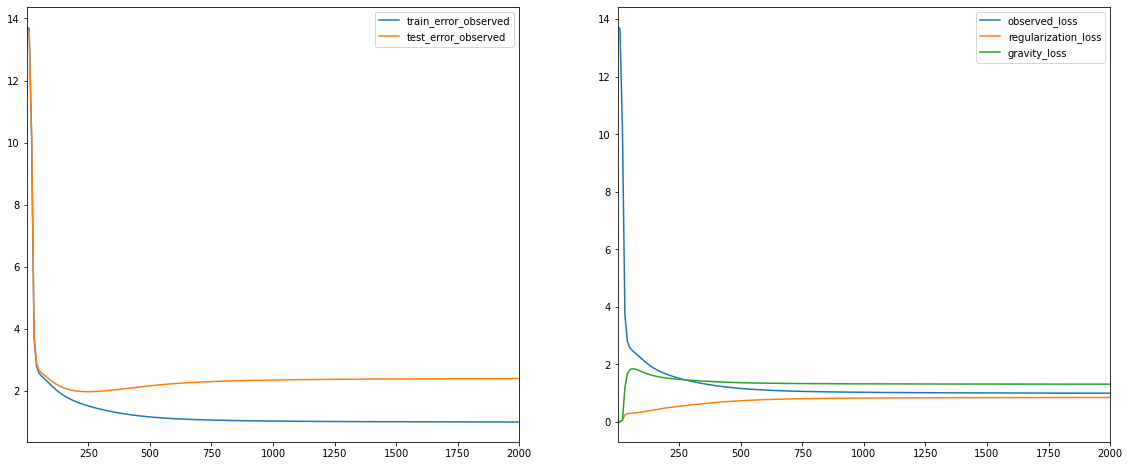 14
12
10
8
6
4
2
250 500 750 1000 1250 1500 1750 2000
train_error_observed
test_error_observed
14
12
10
8
6
4
2
0
250 500 750 1000 1250 1500 1750 2000
observed_loss
regularization_loss
gravity_loss